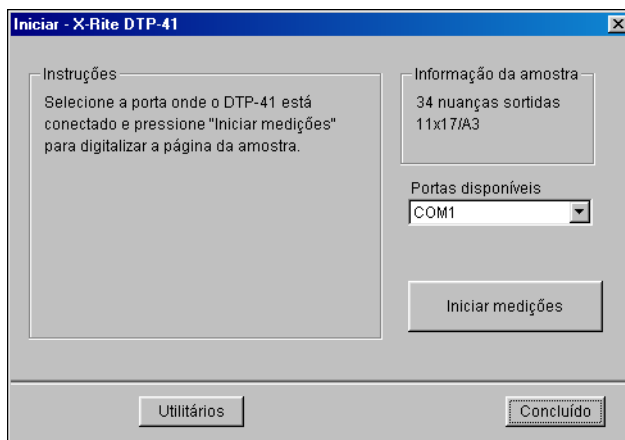 Iniciar - X-Rite DTP-41
Instruções
Selecione a porta onde o DTP-41 está
conectado e pressione "Iniciar medições"
para digitalizar a página da amostra.
Informação da amostra
34 nuanças sortidas
11x17/A3
Portas disponíveis
COM1
Iniciar medições
Utilitários
Concluído